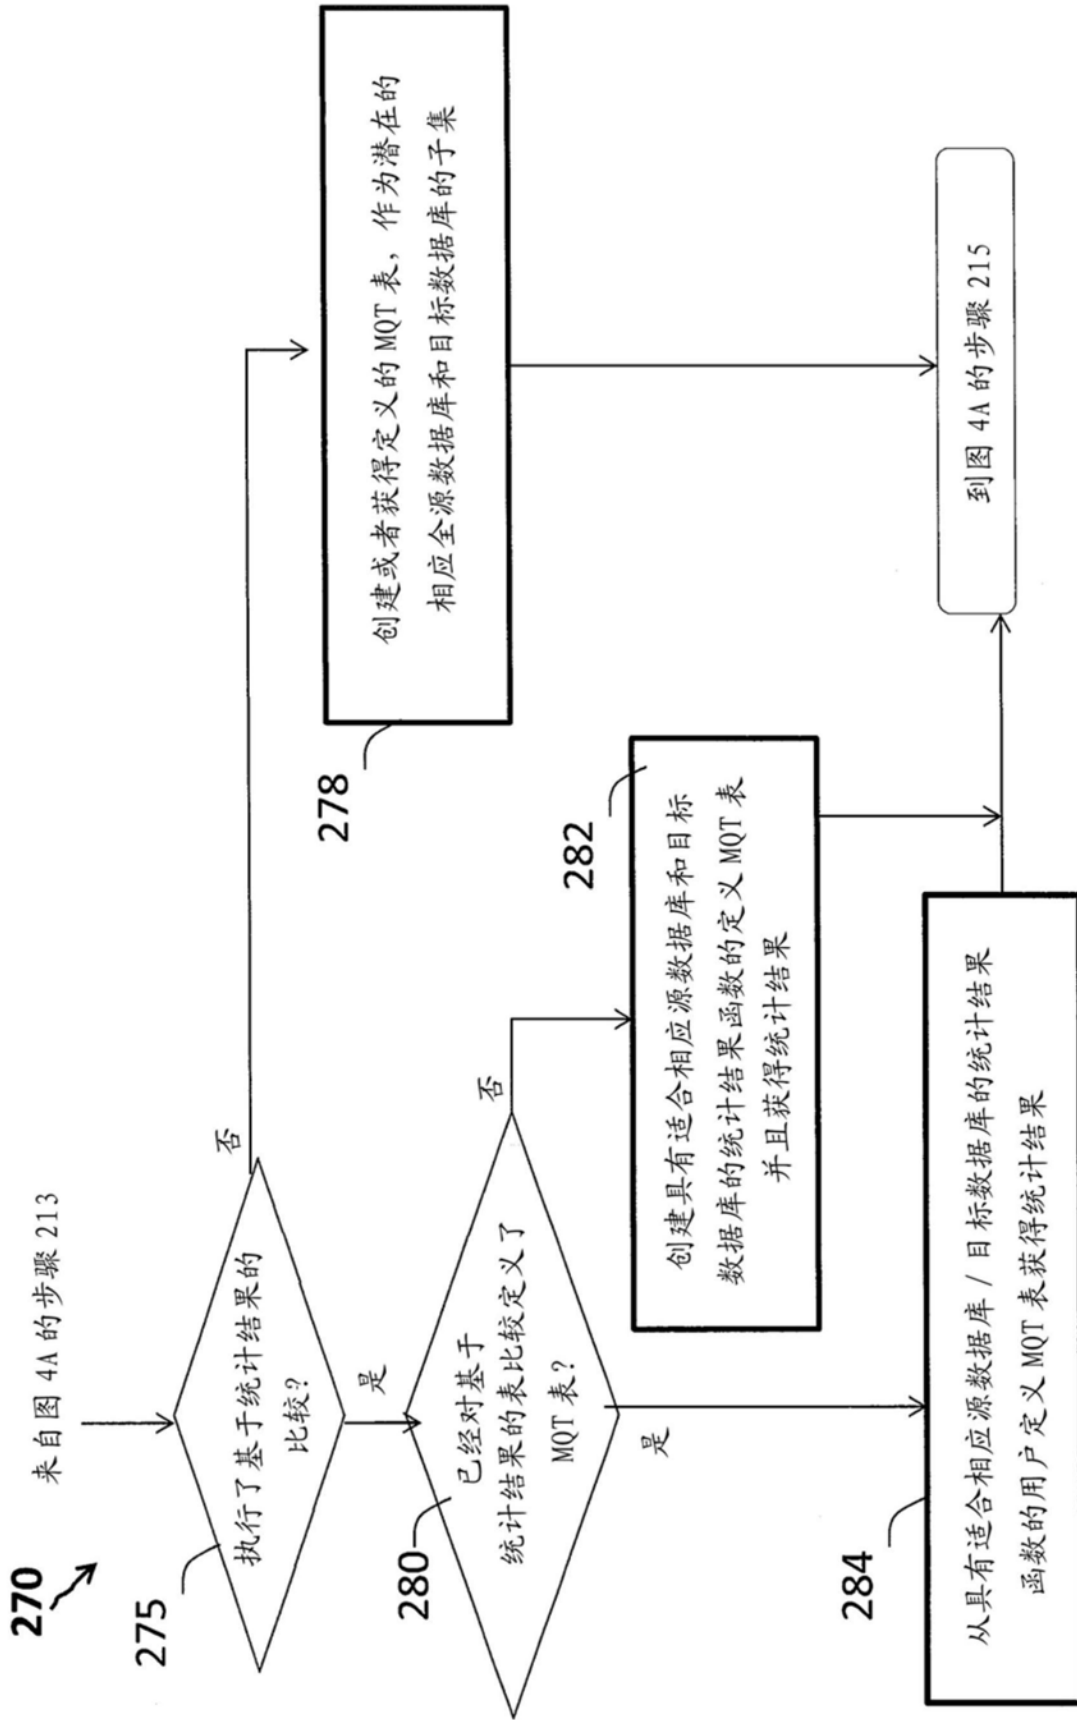 270
来自图 4A 的步骤 213
275
执行了基于统计结果的
比较？
否
是
278
创建或者获得定义的MQT 表，作为潜在的
相应全源数据库和目标数据库的子集
280
已经对基于
统计结果的表比较定义了
MQT 表？
否
是
282
创建具有适合相应源数据库和目标
数据库的统计结果函数的定义 MQT 表
并且获得统计结果
284
从具有适合相应源数据库 / 目标数据库的统计结果
函数的用户定义 MQT 表获得统计结果
到图 4A 的步骤 215